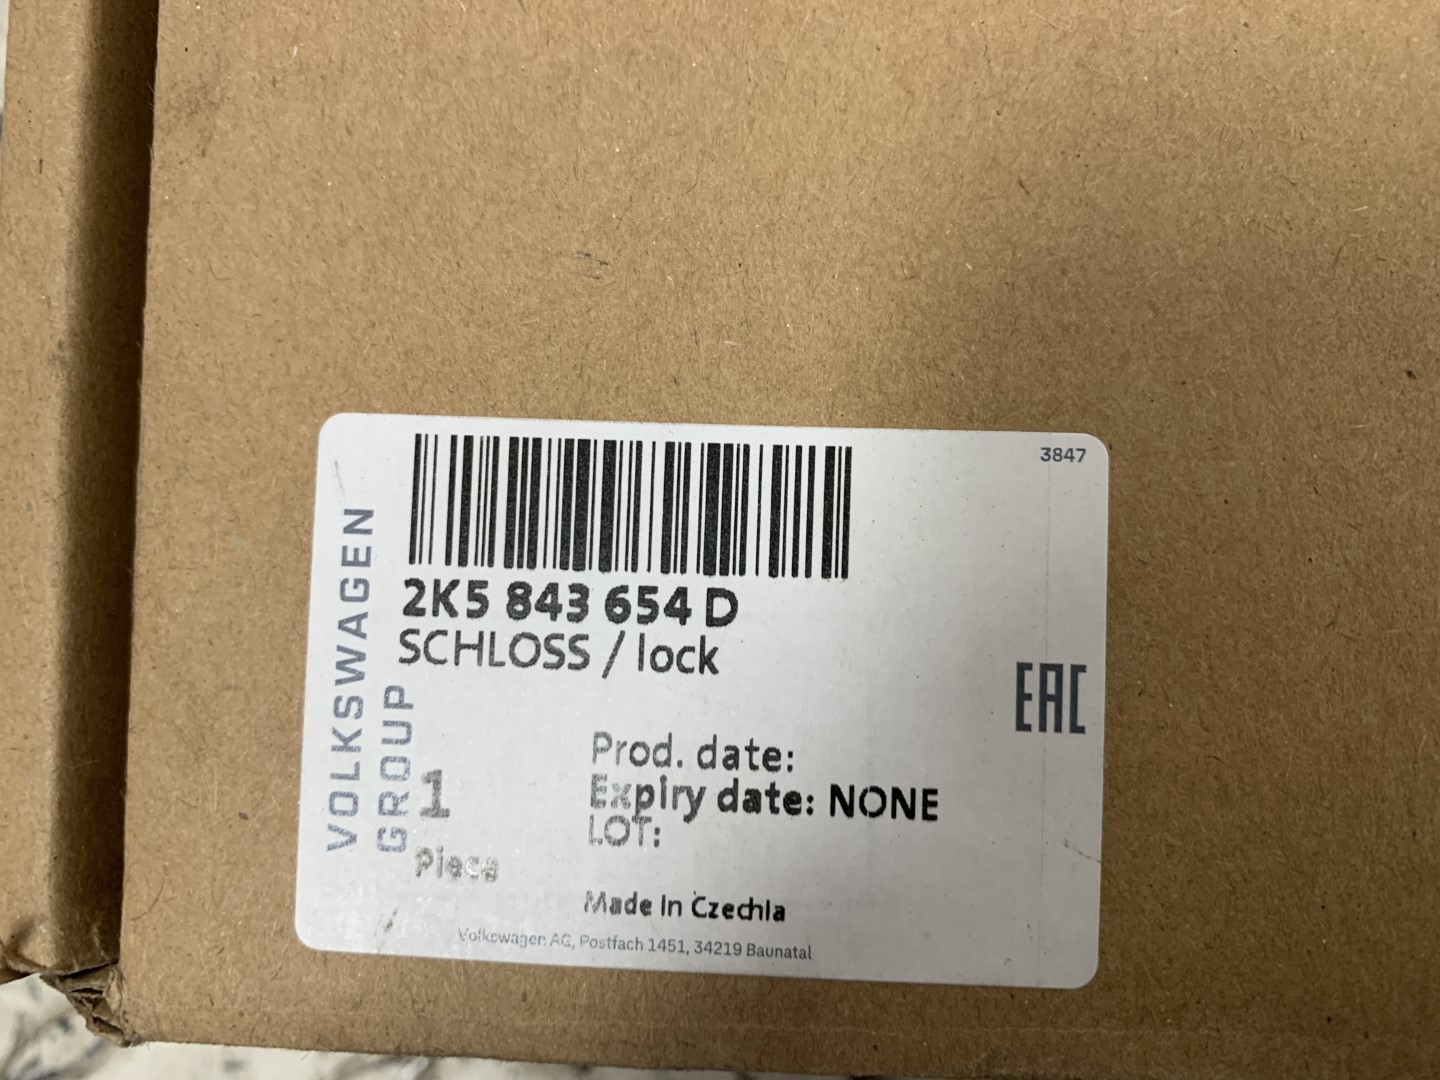 3847
VOLKSWAGEN
GROUP
2K5 843 654 D
SCHLOSS / lock
EAC
1
Piece
Prod. date:
Expiry date: NONE
LOT:
Made in Czechia
Volkswagen AG, Postfach 1451, 34219 Baunatal